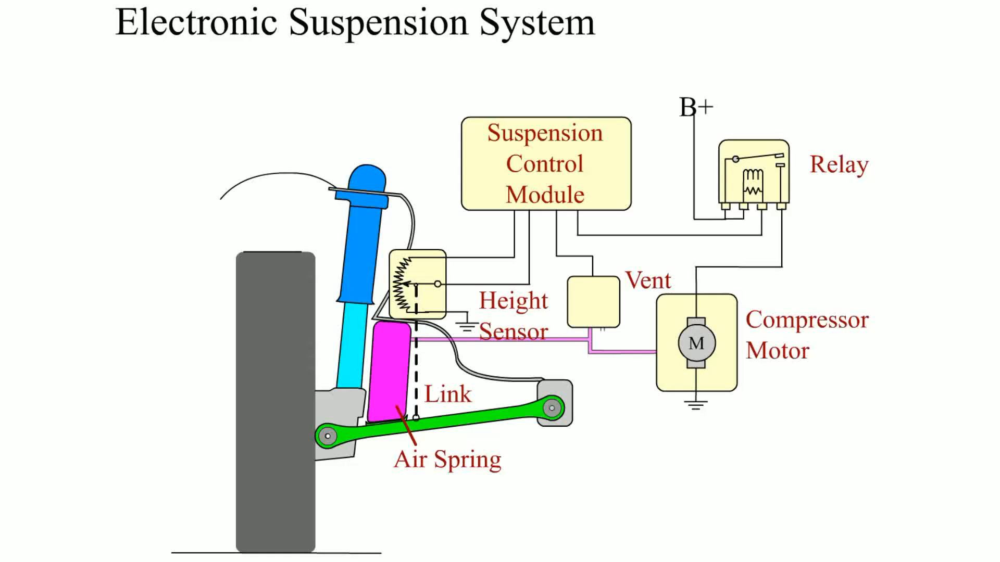 Electronic Suspension System
B+
Suspension
Control
Module
Relay
Vent
Height
Sensor
Compressor
Motor
M
Link
Air Spring